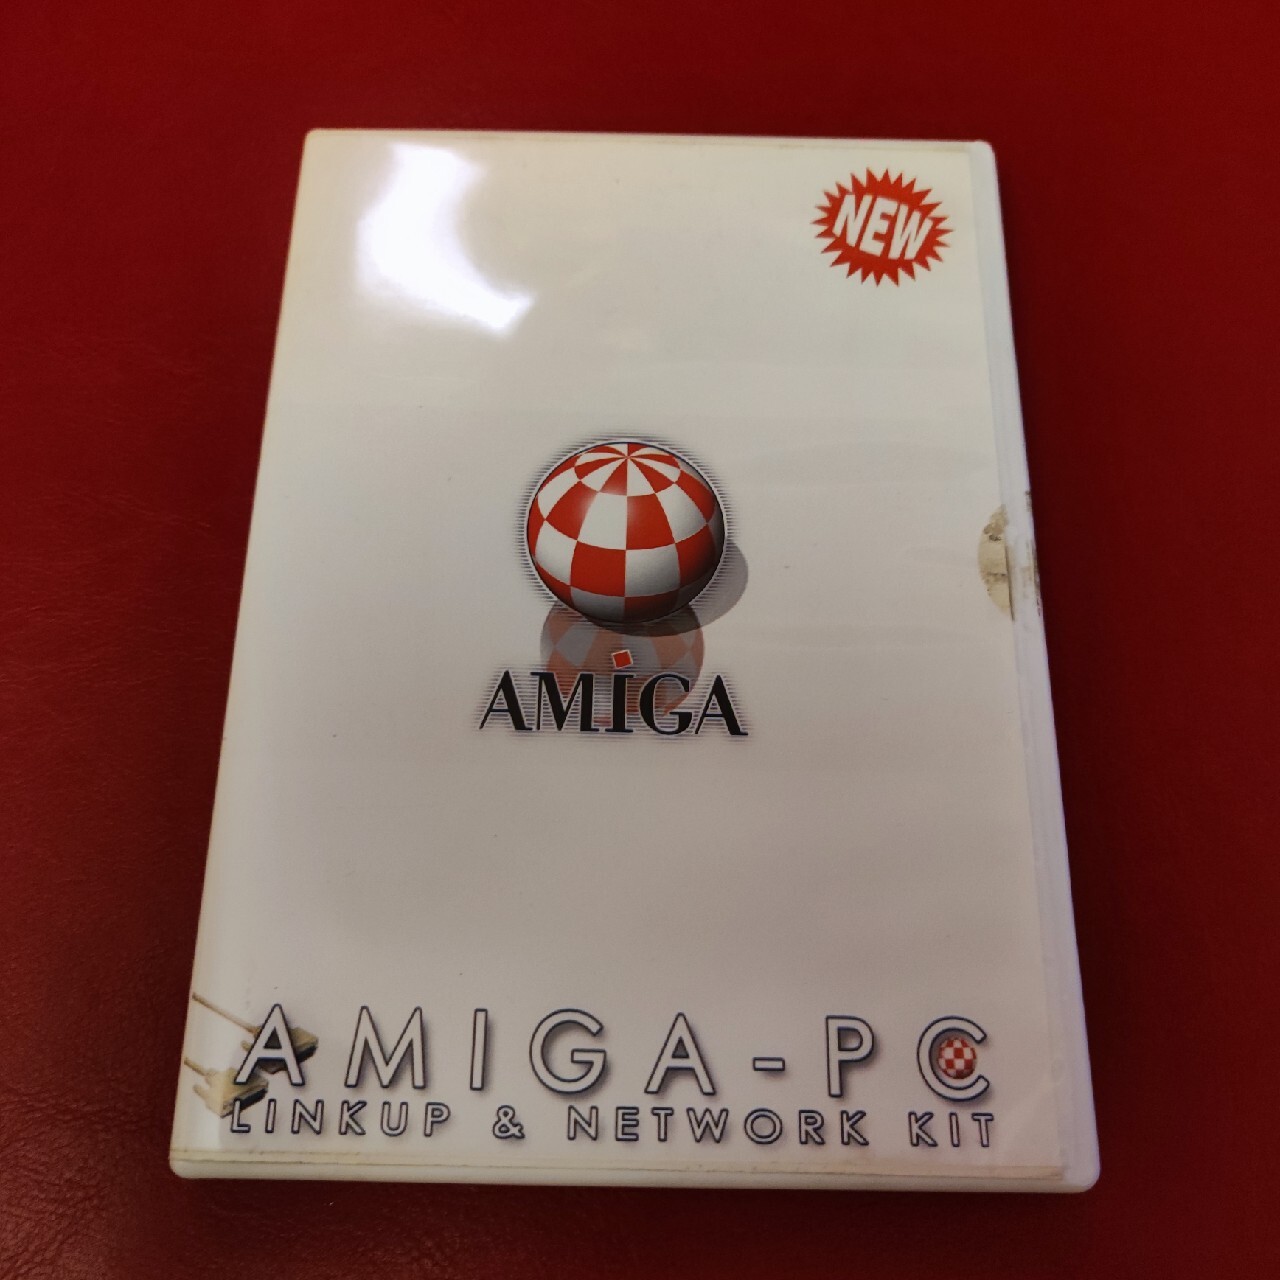 NEW
AMiGA
AMIGA-PC
LINKUP & NETWORK KIT